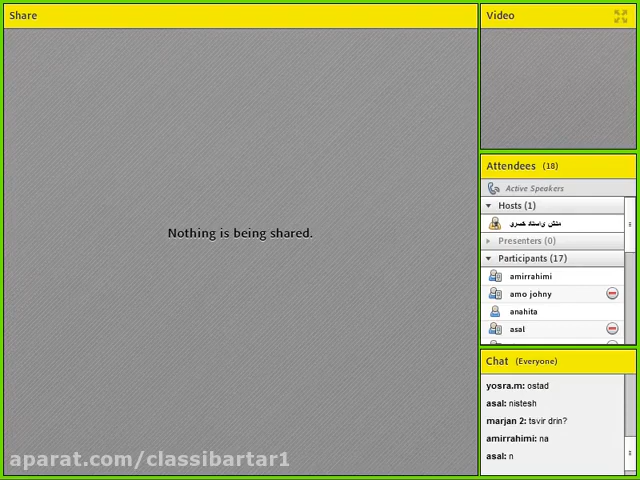 Share
Nothing is being shared.
Video
Attendees (18)
Active Speakers
Hosts (1)
Presenters (0)
Participants (17)
amirrahimi
amo johny
anahita
asal
Chat (Everyone)
yosra.m: ostad
asal: nistesh
marjan 2: tsvir drin?
amirrahimi: na
asal: n
aparat.com/classibartar1